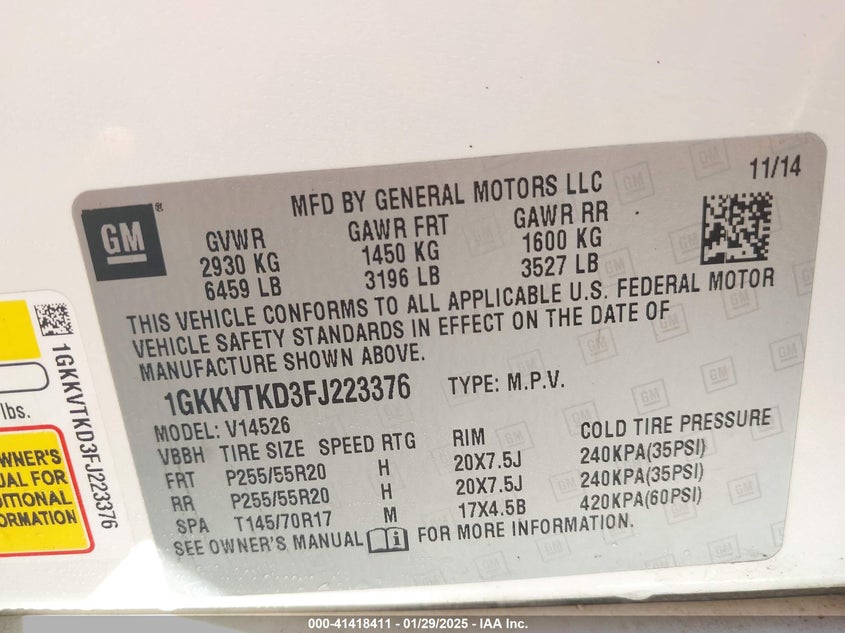 11/14
MFD BY GENERAL MOTORS LLC
GM®
GVWR GAWR FRT GAWR RR
2930 KG 1450 KG 1600 KG
6459 LB 3196 LB 3527 LB
THIS VEHICLE CONFORMS TO ALL APPLICABLE U.S. FEDERAL MOTOR
VEHICLE SAFETY STANDARDS IN EFFECT ON THE DATE OF
MANUFACTURE SHOWN ABOVE.
1GKKVTKD3FJ223376 TYPE: M.P.V.
MODEL: V14526
VBBH TIRE SIZE SPEED RTG RIM COLD TIRE PRESSURE
FRT P255/55R20 H 20X7.5J 240KPA(35PSI)
RR P255/55R20 H 20X7.5J 240KPA(35PSI)
SPA T145/70R17 M 17X4.5B 420KPA(60PSI)
SEE OWNER'S MANUAL FOR MORE INFORMATION.
1GKKVTKD3FJ223376
lbs.
WNER'S
UAL FOR
DITIONAL
ORMATION
000-41418411 - 01/29/2025 - IAA Inc.